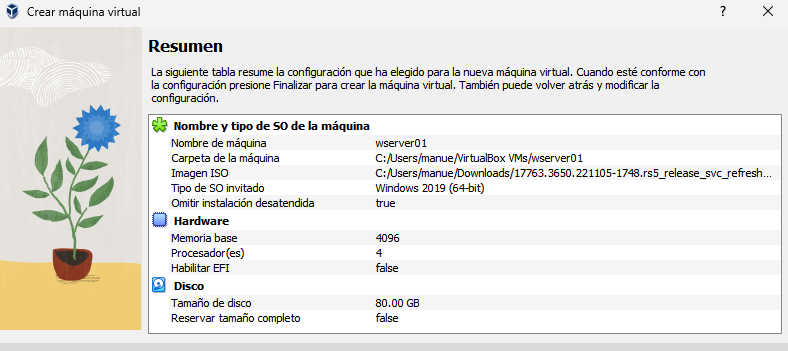 Crear máquina virtual ?
Resumen
La siguiente tabla resume la configuración que ha elegido para la nueva máquina virtual. Cuando esté conforme con
la configuración presione Finalizar para crear la máquina virtual. También puede volver atrás y modificar la
configuración.
Nombre y tipo de SO de la máquina
Nombre de máquina wserver01
Carpeta de la máquina C:/Users/manue/VirtualBox VMs/wserver01
Imagen ISO C:/Users/manue/Downloads/17763.3650.221105-1748.rs5_release_svc_refresh...
Tipo de SO invitado Windows 2019 (64-bit)
Omitir instalación desatendida true
Hardware
Memoria base 4096
Procesador(es) 4
Habilitar EFI false
Disco
Tamaño de disco 80.00 GB
Reservar tamaño completo false